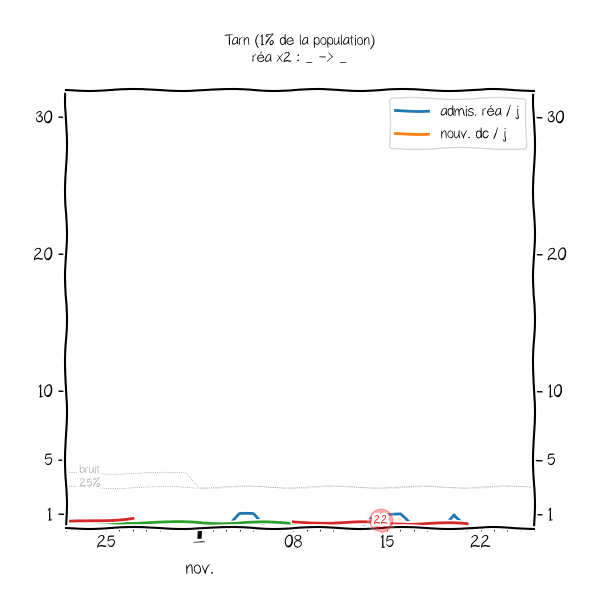 Tarn (1% de la population)
réa x2 : _ -> _
admis. réa / j
nouv. dc / j
30
30
20
20
10
10
5
5
bruit
25%
1
1
22
25
08
15
22
nov.